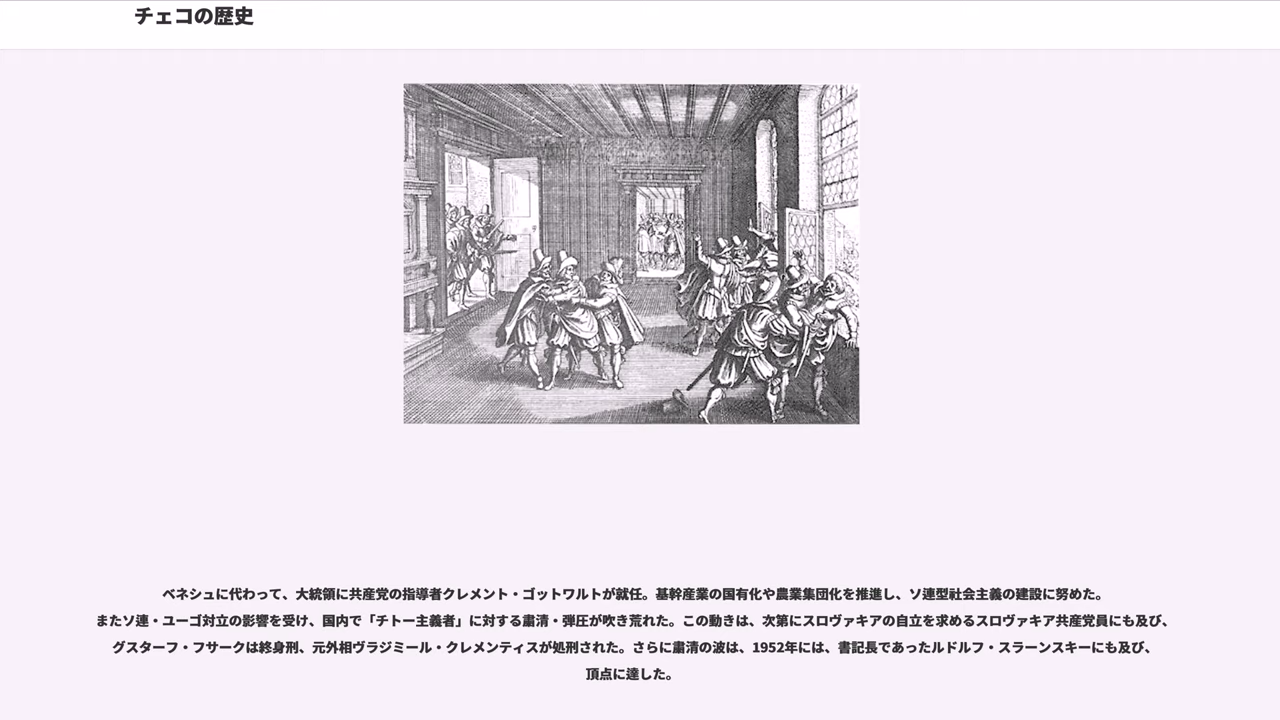 チェコの歴史
ベネシュに代わって、大統領に共産党の指導者クレメント・ゴットワルトが就任。基幹産業の国有化や農業集団化を推進し、ソ連型社会主義の建設に努めた。
またソ連・ユーゴ対立の影響を受け、国内で「チトー主義者」に対する粛清・弾圧が吹き荒れた。この動きは、次第にスロヴァキアの自立を求めるスロヴァキア共産党員にも及び、
グスターフ・フサークは終身刑、元外相ヴラジミール・クレメンティスが処刑された。さらに粛清の波は、1952年には、書記長であったルドルフ・スラーンスキーにも及び、
頂点に達した。